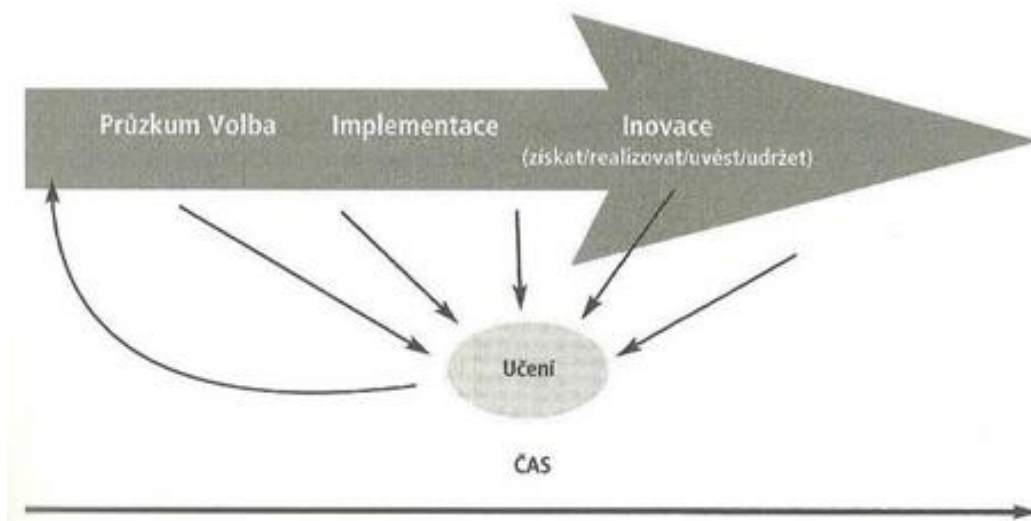 Průzkum Volba Implementace Inovace
(získat/realizovat/uvést/udržet)
Učení
ČAS